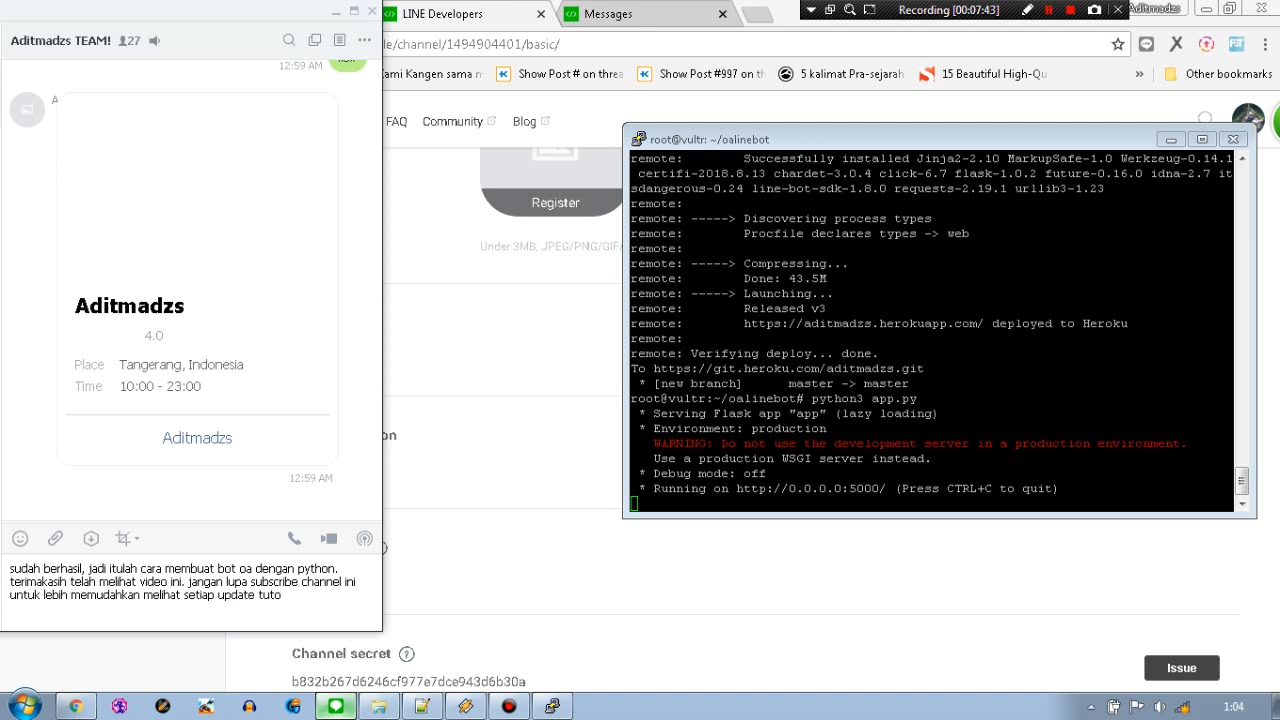 LINE Developers
Messages
Recording [00:07:43]
Aditmadzs
Aditmadzs TEAM! 27
le/channel/1494904401/basic/
12:59 AM
Kami Kangen sama m
Show Post # on threa
Show Post #997 on th
5 kalimat Pra-sejarah
15 Beautiful High-Qu
»
Other bookmarks
A
FAQ
Community
Blog
Register
Under 3MB, JPEG/PNG/GIF/
Aditmadzs
4.0
Place Tangerang, Indonesia
Time 10:00 - 23:00
Aditmadzs
12:59 AM
on
sudah berhasil, jadi itulah cara membuat bot oa dengan python.
terimakasih telah melihat video ini. jangan lupa subscribe channel ini
untuk lebih memudahkan melihat setiap update tuto
root@vultr: ~/oalinebot
remote: Successfully installed Jinja2-2.10 MarkupSafe-1.0 Werkzeug-0.14.1
certifi-2018.8.13 chardet-3.0.4 click-6.7 flask-1.0.2 future-0.16.0 idna-2.7 it
sdangerous-0.24 line-bot-sdk-1.8.0 requests-2.19.1 urllib3-1.23
remote:
remote: -----> Discovering process types
remote: Procfile declares types -> web
remote:
remote: -----> Compressing...
remote: Done: 43.5M
remote: -----> Launching...
remote: Released v3
remote: https://aditmadzs.herokuapp.com/ deployed to Heroku
remote:
remote: Verifying deploy... done.
To https://git.heroku.com/aditmadzs.git
* [new branch] master -> master
root@vultr:~/oalinebot# python3 app.py
* Serving Flask app "app" (lazy loading)
* Environment: production
WARNING: Do not use the development server in a production environment.
Use a production WSGI server instead.
* Debug mode: off
* Running on http://0.0.0.0:5000/ (Press CTRL+C to quit)
Channel secret ?
b832b267d6246cf977e7dce943d6b30a
Issue
1:04